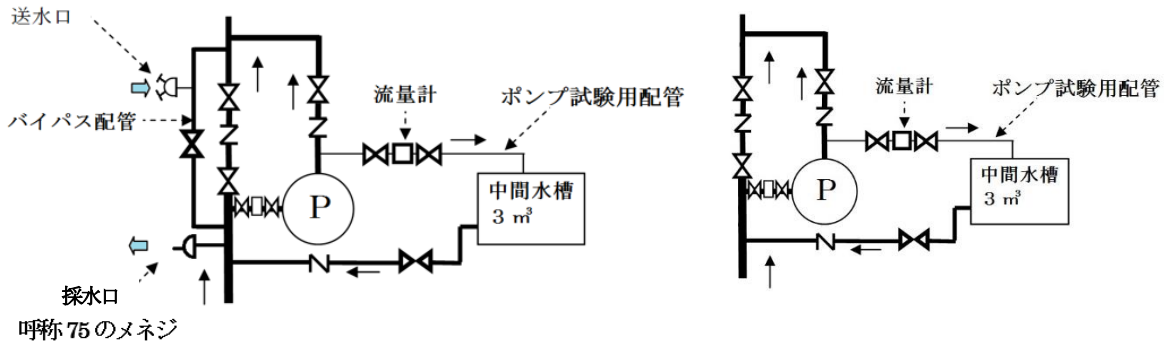 送水口
バイパス配管
流量計
ポンプ試験用配管
P
中間水槽
3 ㎥
採水口
呼称75のメネジ
流量計
ポンプ試験用配管
P
中間水槽
3 ㎥